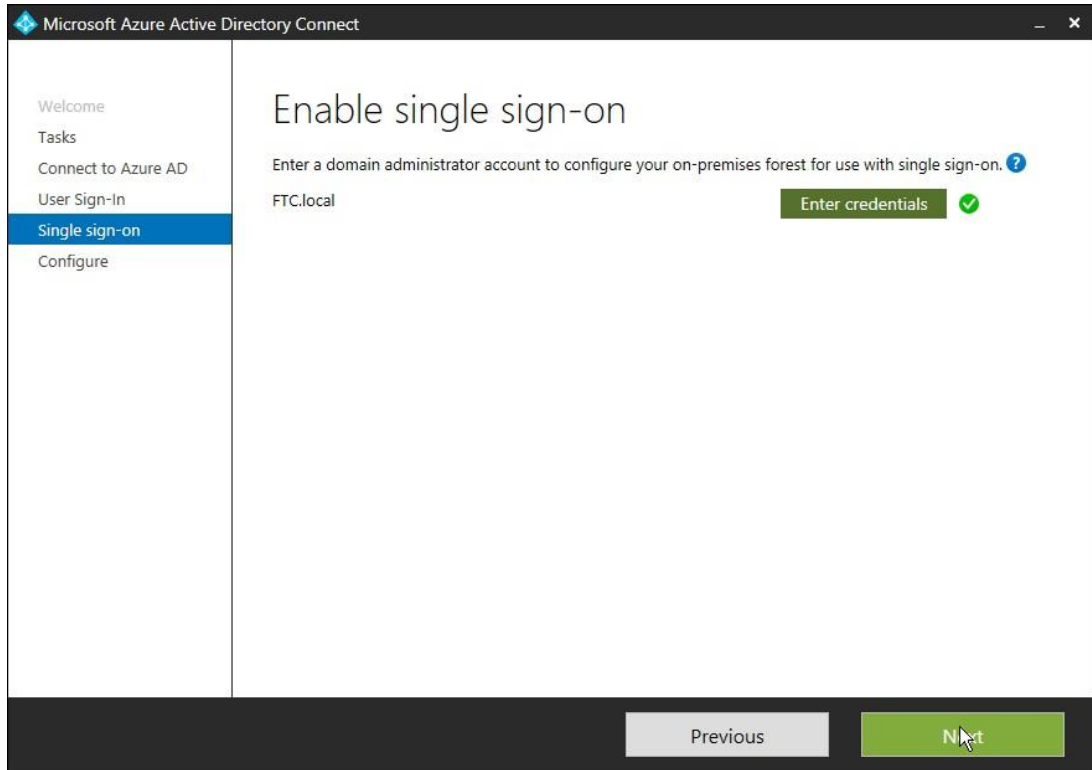 Microsoft Azure Active Directory Connect
Welcome
Tasks
Connect to Azure AD
User Sign-In
Single sign-on
Configure
Enable single sign-on
Enter a domain administrator account to configure your on-premises forest for use with single sign-on. ?
FTC.local
Enter credentials
Previous
Next